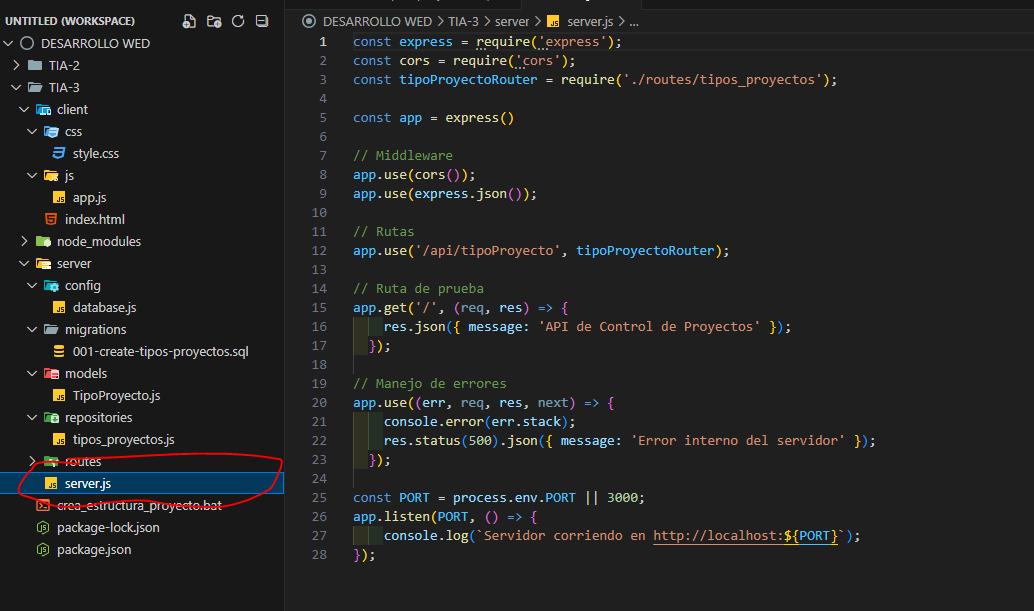 UNTITLED (WORKSPACE)
DESARROLLO WED
TIA-2
TIA-3
client
css
style.css
js
app.js
index.html
node_modules
server
config
database.js
migrations
001-create-tipos-proyectos.sql
models
TipoProyecto.js
repositories
tipos_proyectos.js
routes
server.js
crea_estructura_proyecto.bat
package-lock.json
package.json
DESARROLLO WED > TIA-3 > server > JS server.js > ...
1 const express = require('express');
2 const cors = require('cors');
3 const tipoProyectoRouter = require('./routes/tipos_proyectos');
4
5 const app = express()
6
7 // Middleware
8 app.use(cors());
9 app.use(express.json());
10
11 // Rutas
12 app.use('/api/tipoProyecto', tipoProyectoRouter);
13
14 // Ruta de prueba
15 app.get('/', (req, res) => {
16 res.json({ message: 'API de Control de Proyectos' });
17 });
18
19 // Manejo de errores
20 app.use((err, req, res, next) => {
21 console.error(err.stack);
22 res.status(500).json({ message: 'Error interno del servidor' });
23 });
24
25 const PORT = process.env.PORT || 3000;
26 app.listen(PORT, () => {
27 console.log(`Servidor corriendo en http://localhost:${PORT}`);
28 });